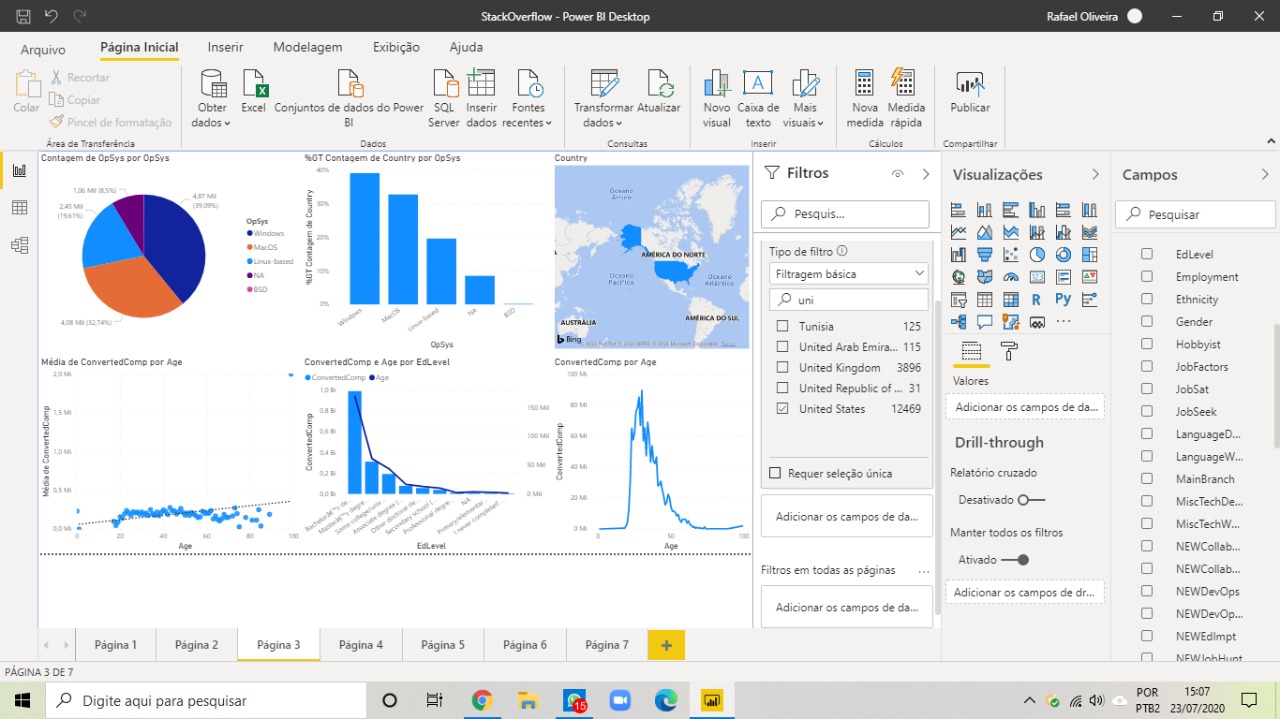 StackOverflow - Power BI Desktop
Rafael Oliveira
Arquivo
Página Inicial
Inserir
Modelagem
Exibição
Ajuda
Colar
Recortar
Copiar
Pincel de formatação
Área de Transferência
Obter dados
Excel
Conjuntos de dados do Power BI
SQL Server
Inserir dados
Fontes recentes
Dados
Transformar dados
Atualizar
Consultas
Novo visual
Caixa de texto
Mais visuais
Inserir
Nova medida
Medida rápida
Cálculos
Publicar
Compartilhar
Contagem de OpSys por OpSys
1,06 Mil (8,5%)
2,45 Mil
(19,61%)
4,87 Mil
(39,09%)
4,08 Mil (32,74%)
OpSys
Windows
MacOS
Linux-based
NA
BSD
%GT Contagem de Country por OpSys
%GT Contagem de Country
40%
30%
20%
10%
0%
Windows
MacOS
Linux-based
NA
BSD
OpSys
Country
Oceano
Ártico
AMÉRICA DO NORTE
Oceano
Pacífico
Oceano
Atlântico
AUSTRÁLIA
AMÉRICA DO SUL
Bing
Média de ConvertedComp por Age
Média de ConvertedComp
2,0 Mi
1,5 Mi
1,0 Mi
0,5 Mi
0,0 Mi
0
20
40
60
80
100
Age
ConvertedComp e Age por EdLevel
ConvertedComp
Age
ConvertedComp
1,0 Bi
0,8 Bi
0,6 Bi
0,4 Bi
0,2 Bi
0,0 Bi
150 Mil
100 Mil
50 Mil
0 Mil
Bachelorâ€™s de...
Masterâ€™s degre...
Some college/univ...
Associate degree (...
Other doctoral de...
Secondary school (...
Professional degre...
NA
Primary/elementar...
I never completed ...
EdLevel
ConvertedComp por Age
ConvertedComp
100 Mi
80 Mi
60 Mi
40 Mi
20 Mi
0 Mi
0
50
100
Age
Filtros
Pesquis...
Tipo de filtro
Filtragem básica
uni
Tunisia 125
United Arab Emira... 115
United Kingdom 3896
United Republic of ... 31
United States 12469
Requer seleção única
Adicionar os campos de da...
Filtros em todas as páginas ...
Adicionar os campos de da...
Visualizações
R
Py
...
Valores
Adicionar os campos de da...
Drill-through
Relatório cruzado
Desativado
Manter todos os filtros
Ativado
Adicionar os campos de dr...
Campos
Pesquisar
EdLevel
Employment
Ethnicity
Gender
Hobbyist
JobFactors
JobSat
JobSeek
LanguageD...
LanguageW...
MainBranch
MiscTechDe...
MiscTechW...
NEWCollab...
NEWCollab...
NEWDevOps
NEWDevOp...
NEWEdImpt
NEWJobHunt
Página 1
Página 2
Página 3
Página 4
Página 5
Página 6
Página 7
PÁGINA 3 DE 7
Digite aqui para pesquisar
15
POR
PTB2
15:07
23/07/2020